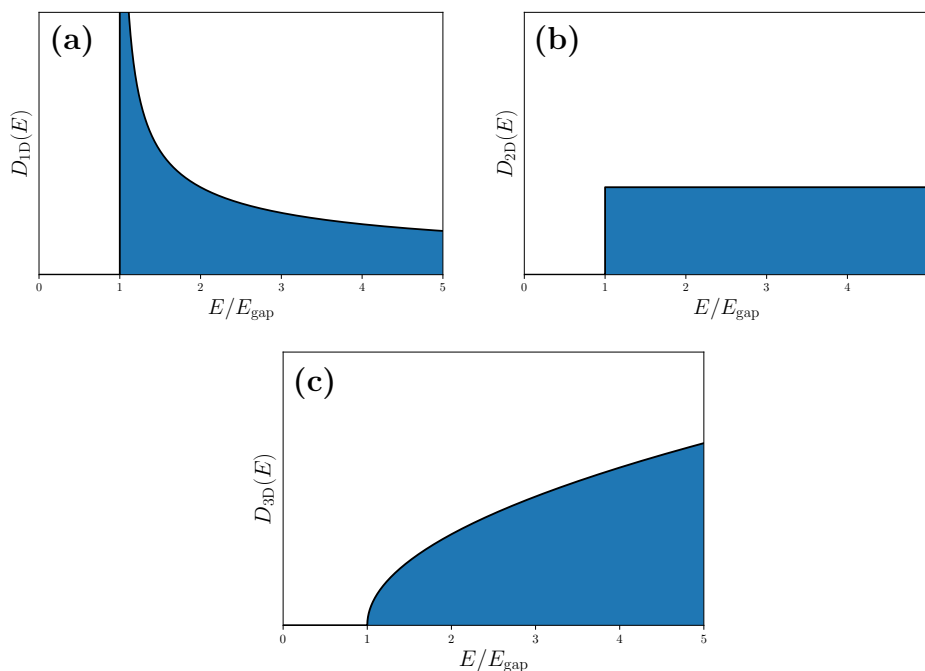 (a)
D_{1D}(E)
0 1 2 3 4 5
E/E_{gap}
(b)
D_{2D}(E)
0 1 2 3 4
E/E_{gap}
(c)
D_{3D}(E)
0 1 2 3 4 5
E/E_{gap}